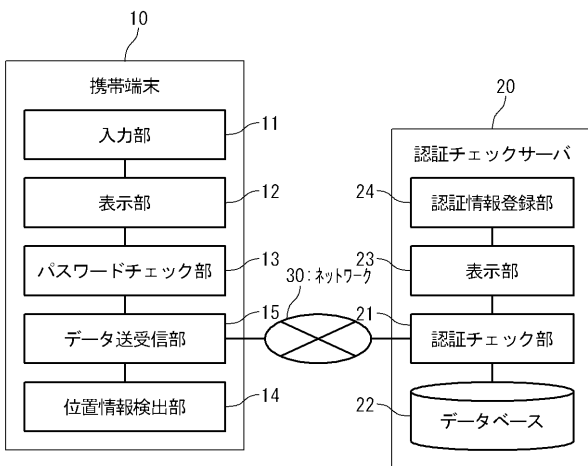 10
携帯端末
入力部
11
表示部
12
パスワードチェック部
13
データ送受信部
15
位置情報検出部
14
30:ネットワーク
20
認証チェックサーバ
24
認証情報登録部
23
表示部
21
認証チェック部
22
データベース